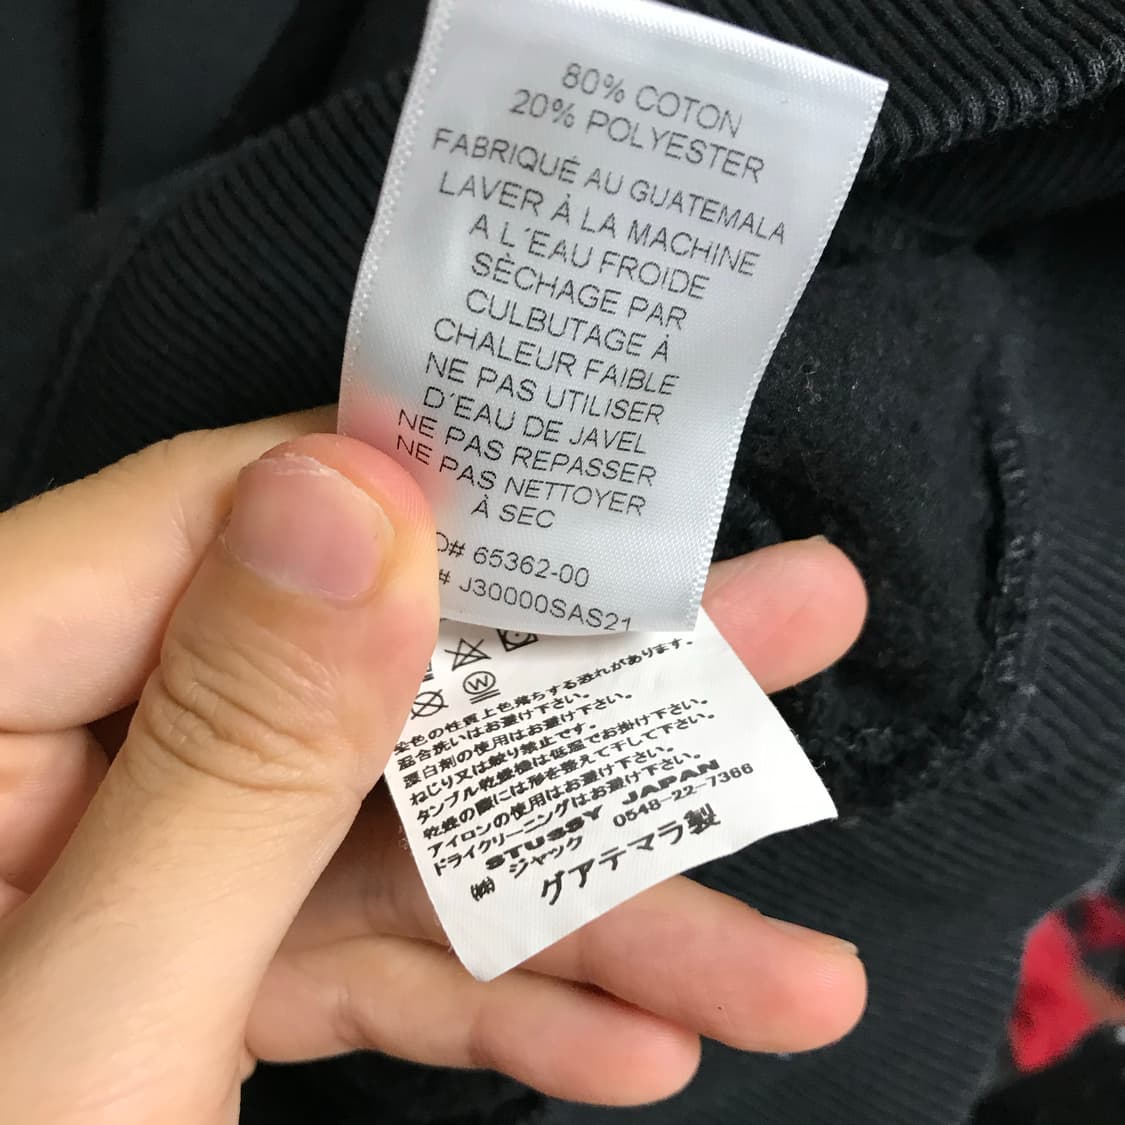 80% COTON
20% POLYESTER
FABRIQUÉ AU GUATEMALA
LAVER À LA MACHINE
A L´EAU FROIDE
SÈCHAGE PAR
CULBUTAGE À
CHALEUR FAIBLE
NE PAS UTILISER
D´EAU DE JAVEL
NE PAS REPASSER
NE PAS NETTOYER
À SEC
O# 65362-00
# J30000SAS21
W
染色の性質上色落ちする恐れがあります。
混合洗いはお避け下さい。
漂白剤の使用はお避け下さい。
ねじり又は絞り禁止です。
タンブル乾燥機は低温でお掛け下さい。
乾燥の際には形を整えて干して下さい。
アイロンの使用はお避け下さい。
ドライクリーニングはお避け下さい。
STUSSY JAPAN
㈱ ジャック 0548-22-7366
グアテマラ製